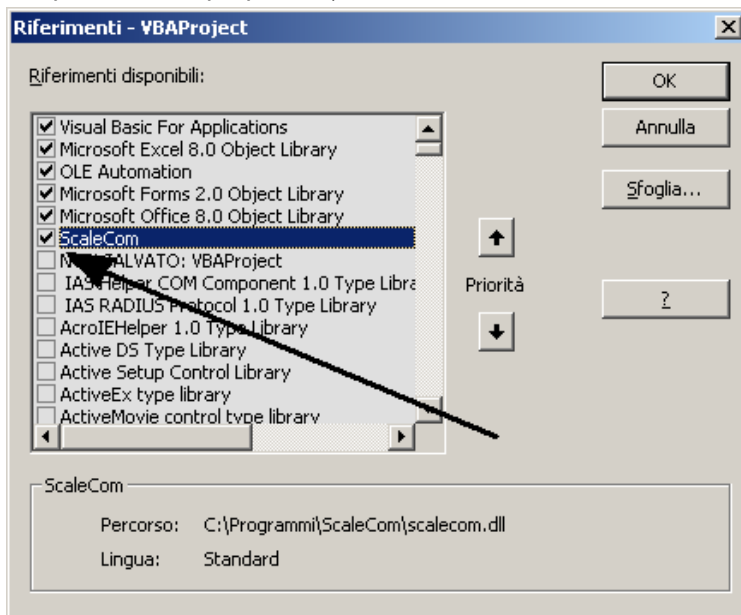 Riferimenti - VBAProject
Riferimenti disponibili:
OK
Annulla
Sfoglia...
?
Visual Basic For Applications
Microsoft Excel 8.0 Object Library
OLE Automation
Microsoft Forms 2.0 Object Library
Microsoft Office 8.0 Object Library
ScaleCom
SALVATO: VBAProject
IAS Helper COM Component 1.0 Type Libra
IAS RADIUS Protocol 1.0 Type Library
AcroIEHelper 1.0 Type Library
Active DS Type Library
Active Setup Control Library
ActiveEx type library
ActiveMovie control type library
Priorità
ScaleCom
Percorso: C:\Programmi\ScaleCom\scalecom.dll
Lingua: Standard